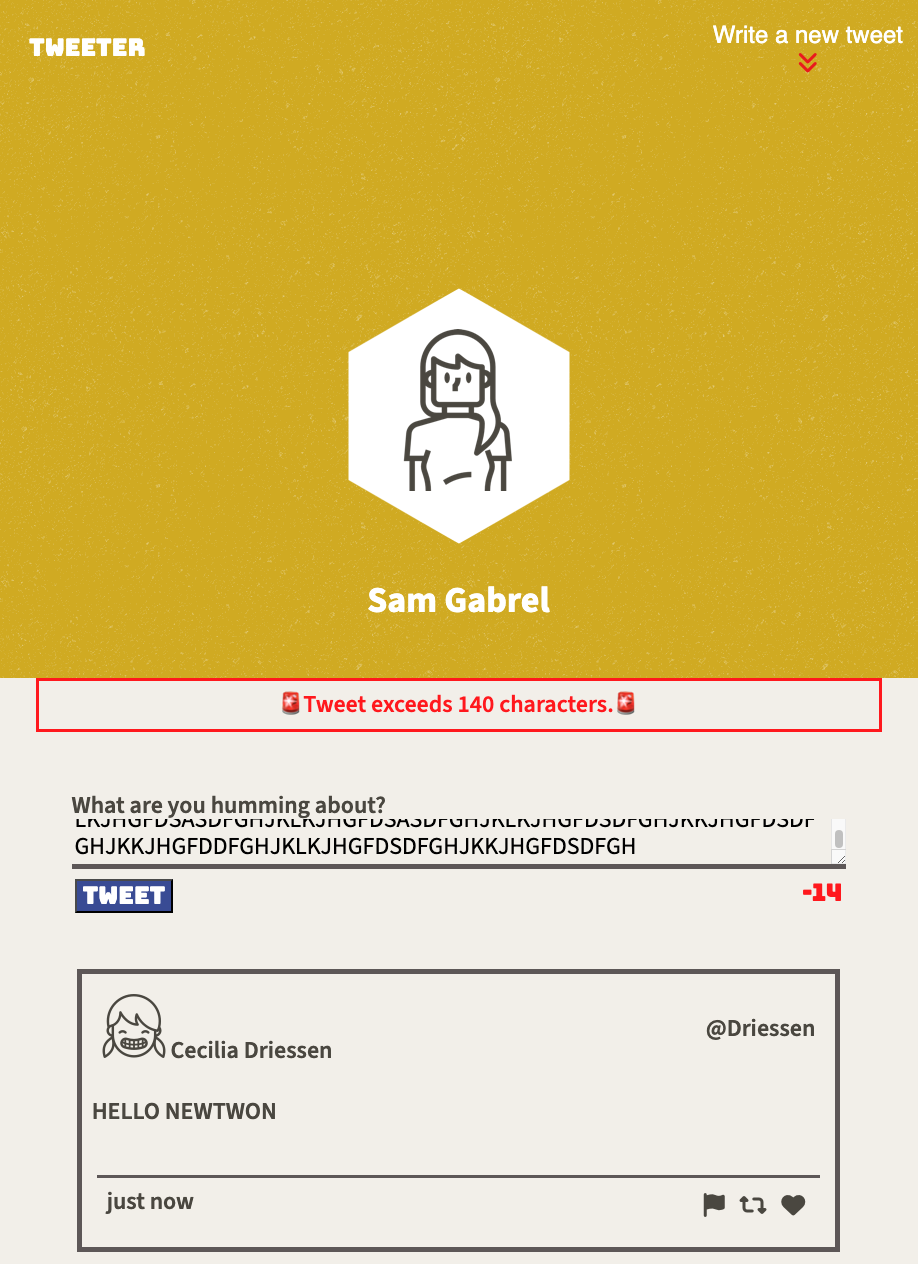 TWEETER
Write a new tweet
Sam Gabrel
🚨Tweet exceeds 140 characters.🚨
What are you humming about?
LKJHGFDSASDFGHJKLKJHGFDSASDFGHJKLKJHGFDSDFGHJKKJHGFDSDF
GHJKKJHGFDDFGHJKLKJHGFDSDFGHJKKJHGFDSDFGH
TWEET
-14
Cecilia Driessen
@Driessen
HELLO NEWTWON
just now